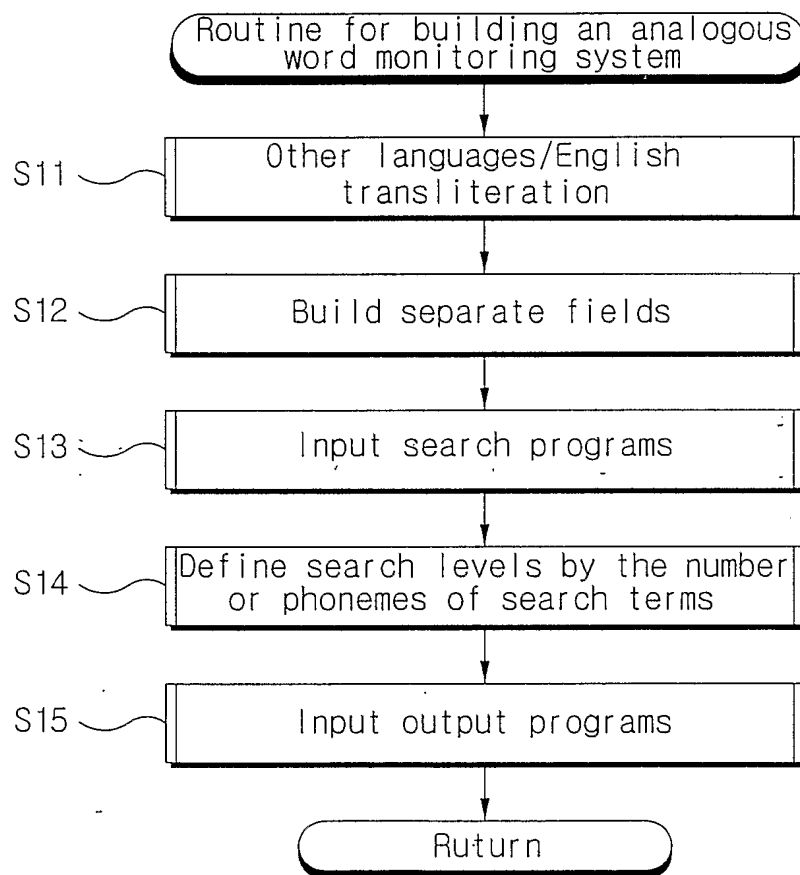 Routine for building an analogous
word monitoring system
S11
Other languages/English
transliteration
S12
Build separate fields
S13
Input search programs
S14
Define search levels by the number
or phonemes of search terms
S15
Input output programs
Ruturn